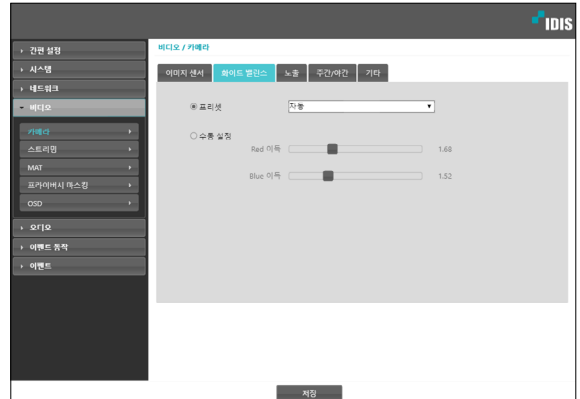 IDIS
간편 설정
시스템
네트워크
비디오
카메라
스트리밍
MAT
프라이버시 마스킹
OSD
오디오
이벤트 동작
이벤트
비디오 / 카메라
이미지 센서 화이트 밸런스 노출 주간/야간 기타
프리셋 자동
수동 설정
Red 이득 1.68
Blue 이득 1.52
저장